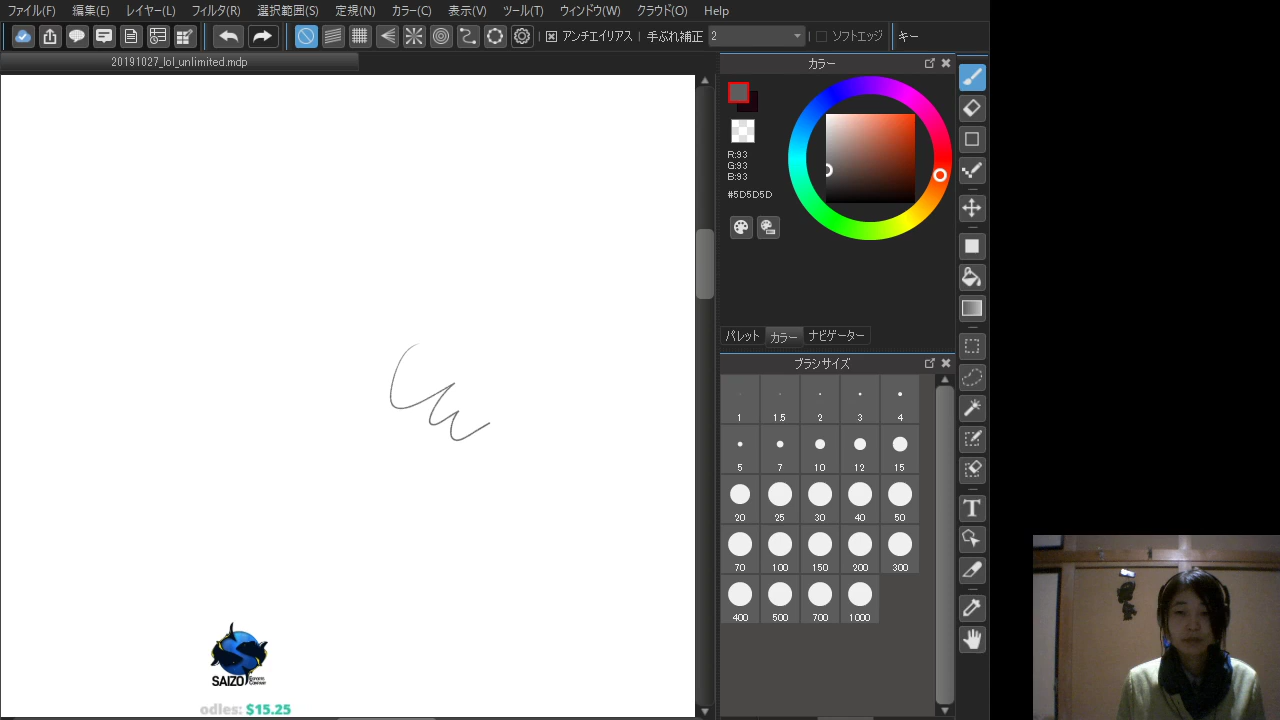 ファイル(F) 編集(E) レイヤー(L) フィルタ(R) 選択範囲(S) 定規(N) カラー(C) 表示(V) ツール(T) ウィンドウ(W) クラウド(O) Help
アンチエイリアス 手ぶれ補正 2 ソフトエッジ キー
20191027_lol_unlimited.mdp
カラー
R:93
G:93
B:93
#5D5D5D
パレット カラー ナビゲーター
ブラシサイズ
1 1.5 2 3 4
5 7 10 12 15
20 25 30 40 50
70 100 150 200 300
400 500 700 1000
T
SAIZO
odles: $15.25